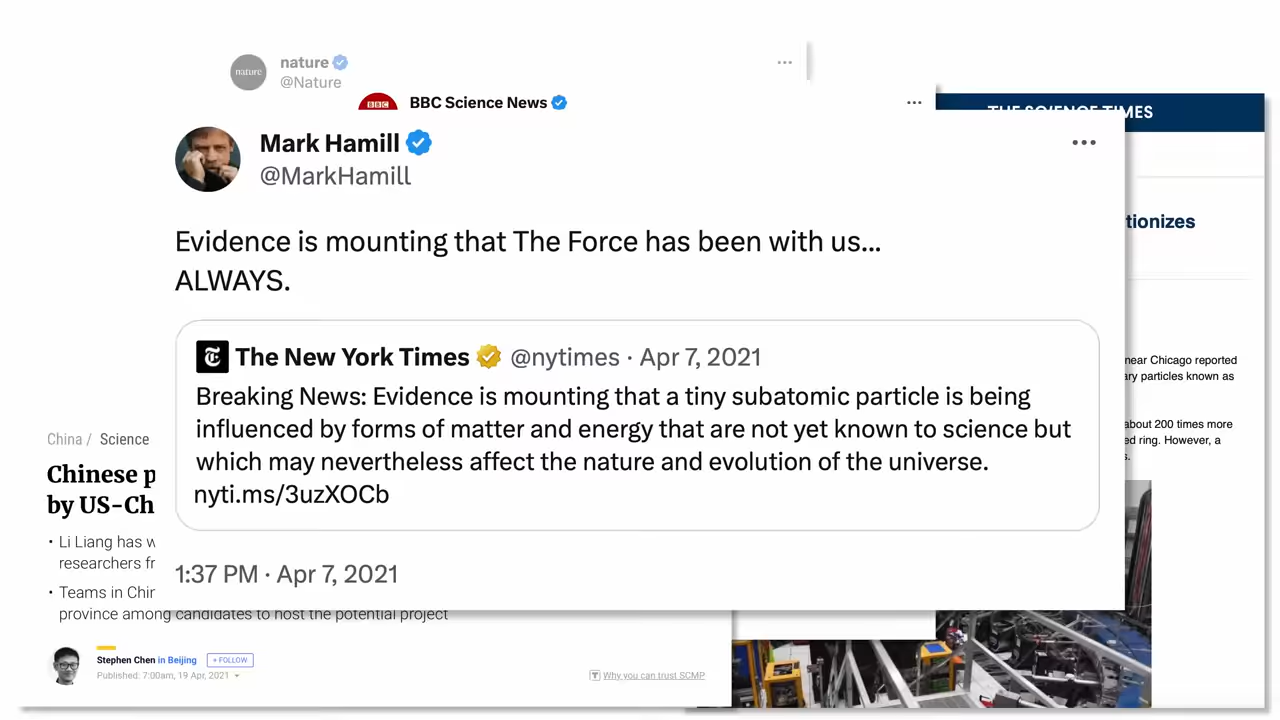 nature
@Nature
nature
BBC
BBC Science News
THE SCIENCE TIMES
Mark Hamill
@MarkHamill
Evidence is mounting that The Force has been with us...
ALWAYS.
The New York Times @nytimes · Apr 7, 2021
Breaking News: Evidence is mounting that a tiny subatomic particle is being
influenced by forms of matter and energy that are not yet known to science but
which may nevertheless affect the nature and evolution of the universe.
nyti.ms/3uzXOCb
1:37 PM · Apr 7, 2021
tionizes
near Chicago reported
ary particles known as
about 200 times more
ed ring. However, a
s.
China / Science
Chinese p
by US-Ch
• Li Liang has w
researchers fr
• Teams in Chin
province among candidates to host the potential project
Stephen Chen in Beijing + FOLLOW
Published: 7:00am, 19 Apr, 2021
Why you can trust SCMP